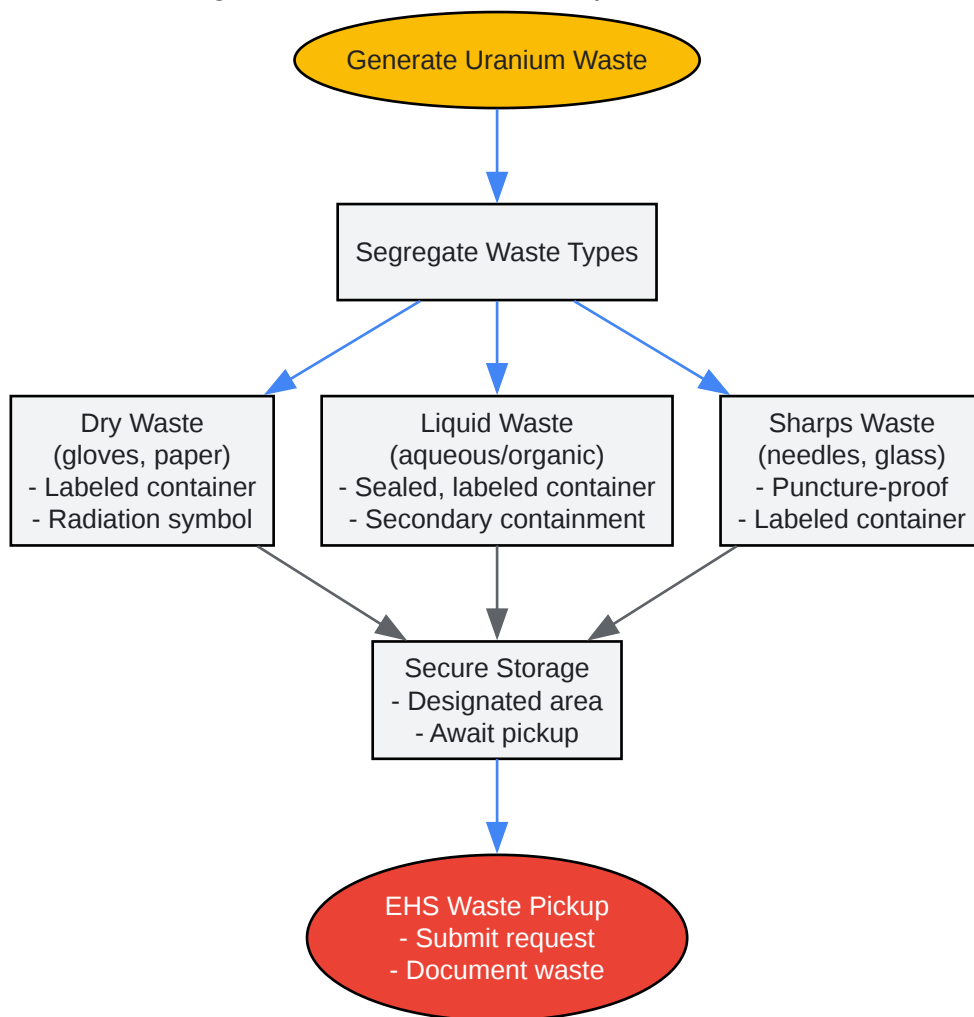 Generate Uranium Waste
Segregate Waste Types
Dry Waste
(gloves, paper)
- Labeled container
- Radiation symbol
Liquid Waste
(aqueous/organic)
- Sealed, labeled container
- Secondary containment
Sharps Waste
(needles, glass)
- Puncture-proof
- Labeled container
Secure Storage
- Designated area
- Await pickup
EHS Waste Pickup
- Submit request
- Document waste